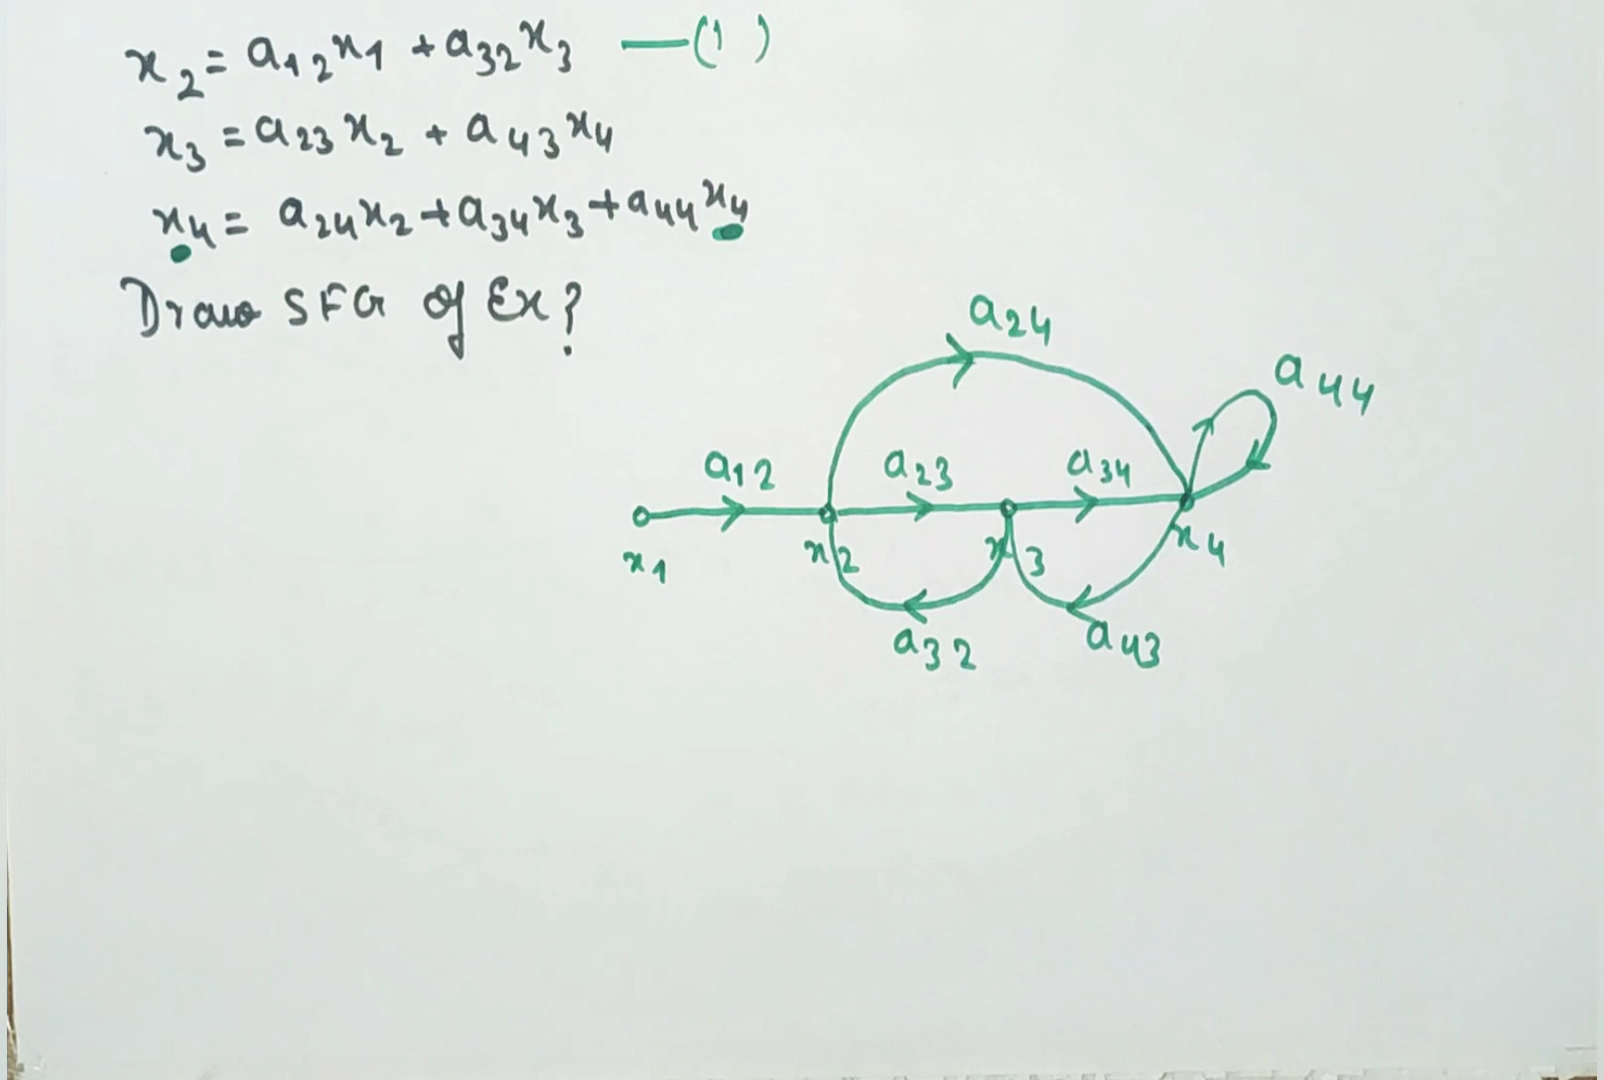 x₂ = a₁₂x₁ + a₃₂x₃ —(1)
x₃ = a₂₃x₂ + a₄₃x₄
x₄ = a₂₄x₂ + a₃₄x₃ + a₄₄x₄
Draw SFG of Ex?
a₂₄
a₄₄
a₁₂ a₂₃ a₃₄
x₁ x₂ x₃ x₄
a₃₂ a₄₃